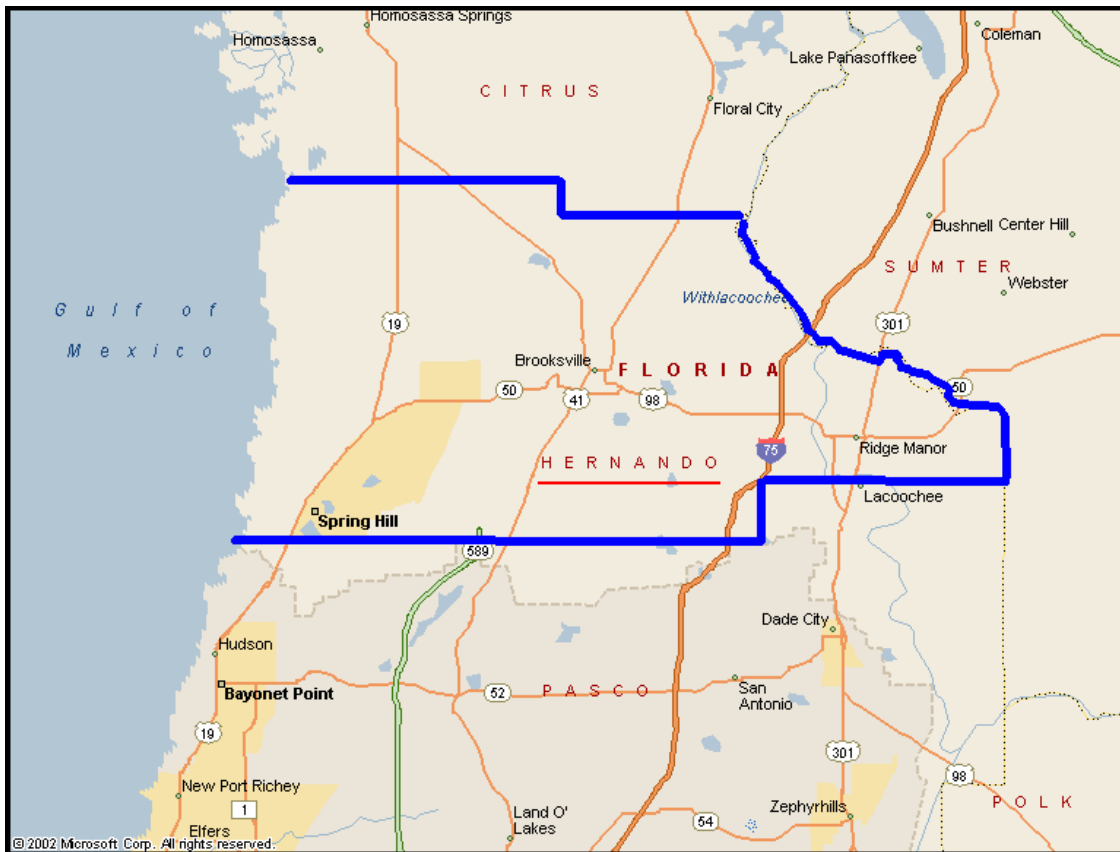 Homosassa Springs
Homosassa
Coleman
Lake Panasoffkee
CITRUS
Floral City
Bushnell
Center Hill
SUMTER
Webster
Withlacoochee
Gulf of
Mexico
19
301
Brooksville
FLORIDA
50
50
41
98
75
Ridge Manor
HERNANDO
Lacoochee
Spring Hill
589
Dade City
Hudson
Bayonet Point
52
PASCO
San
Antonio
19
301
98
New Port Richey
1
Elfers
Land O'
Lakes
54
Zephyrhills
POLK
© 2002 Microsoft Corp. All rights reserved.